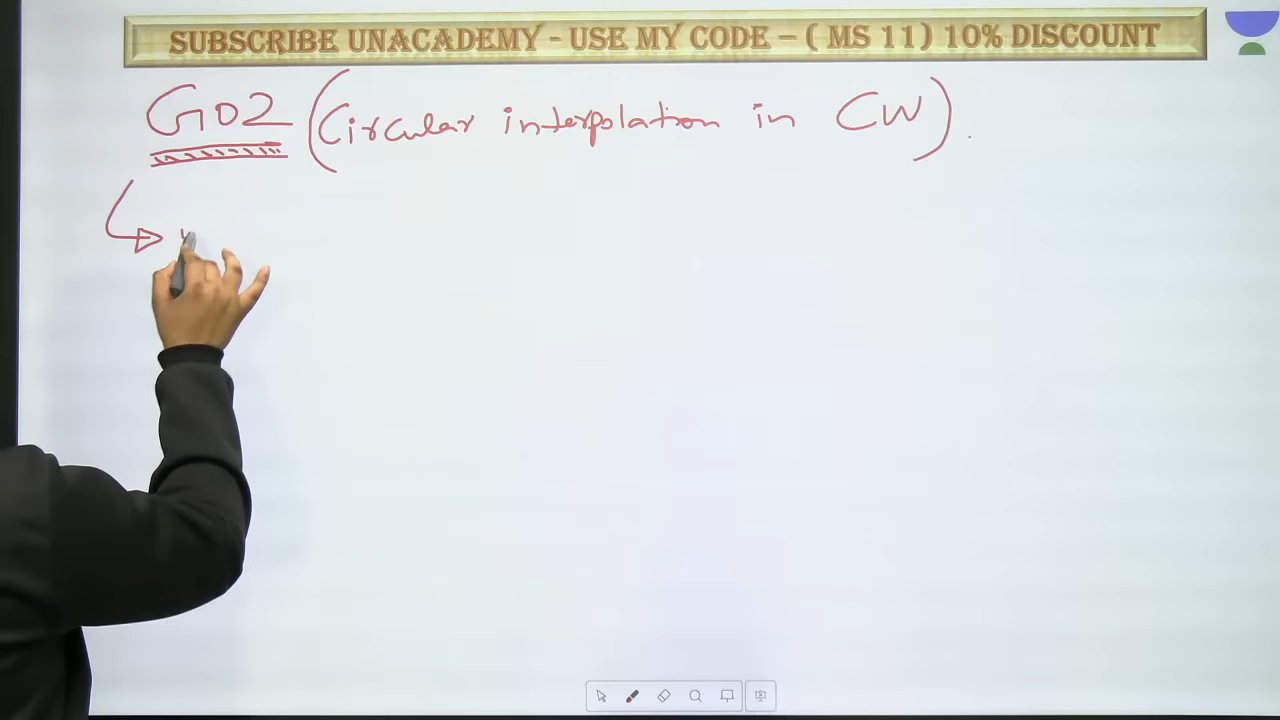 SUBSCRIBE UNACADEMY - USE MY CODE – ( MS 11) 10% DISCOUNT
G02 (Circular interpolation in CW).